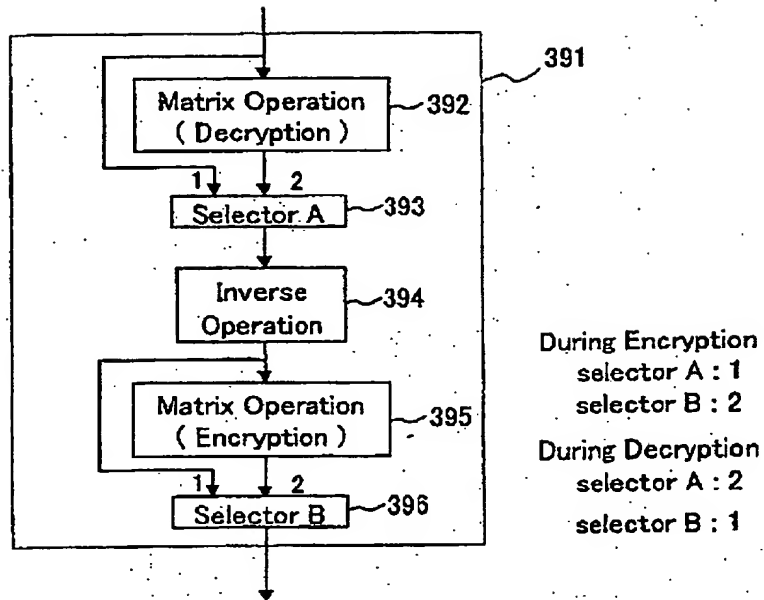 391
Matrix Operation
( Decryption )
392
1
2
Selector A
393
Inverse
Operation
394
During Encryption
selector A : 1
selector B : 2
Matrix Operation
( Encryption )
395
During Decryption
selector A : 2
selector B : 1
1
2
Selector B
396